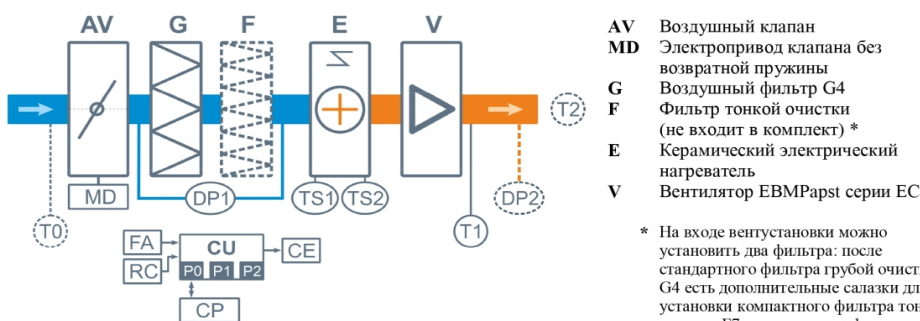 AV G F E V
T2
MD DP1 TS1 TS2 DP2
T0 T1
FA CU CE
RC P0 P1 P2
CP
AV Воздушный клапан
MD Электропривод клапана без
возвратной пружины
G Воздушный фильтр G4
F Фильтр тонкой очистки
(не входит в комплект) *
E Керамический электрический
нагреватель
V Вентилятор EBMPapst серии EC
* На входе вентустановки можно
установить два фильтра: после
стандартного фильтра грубой
G4 есть дополнительные салазки
установки компактного фильтра